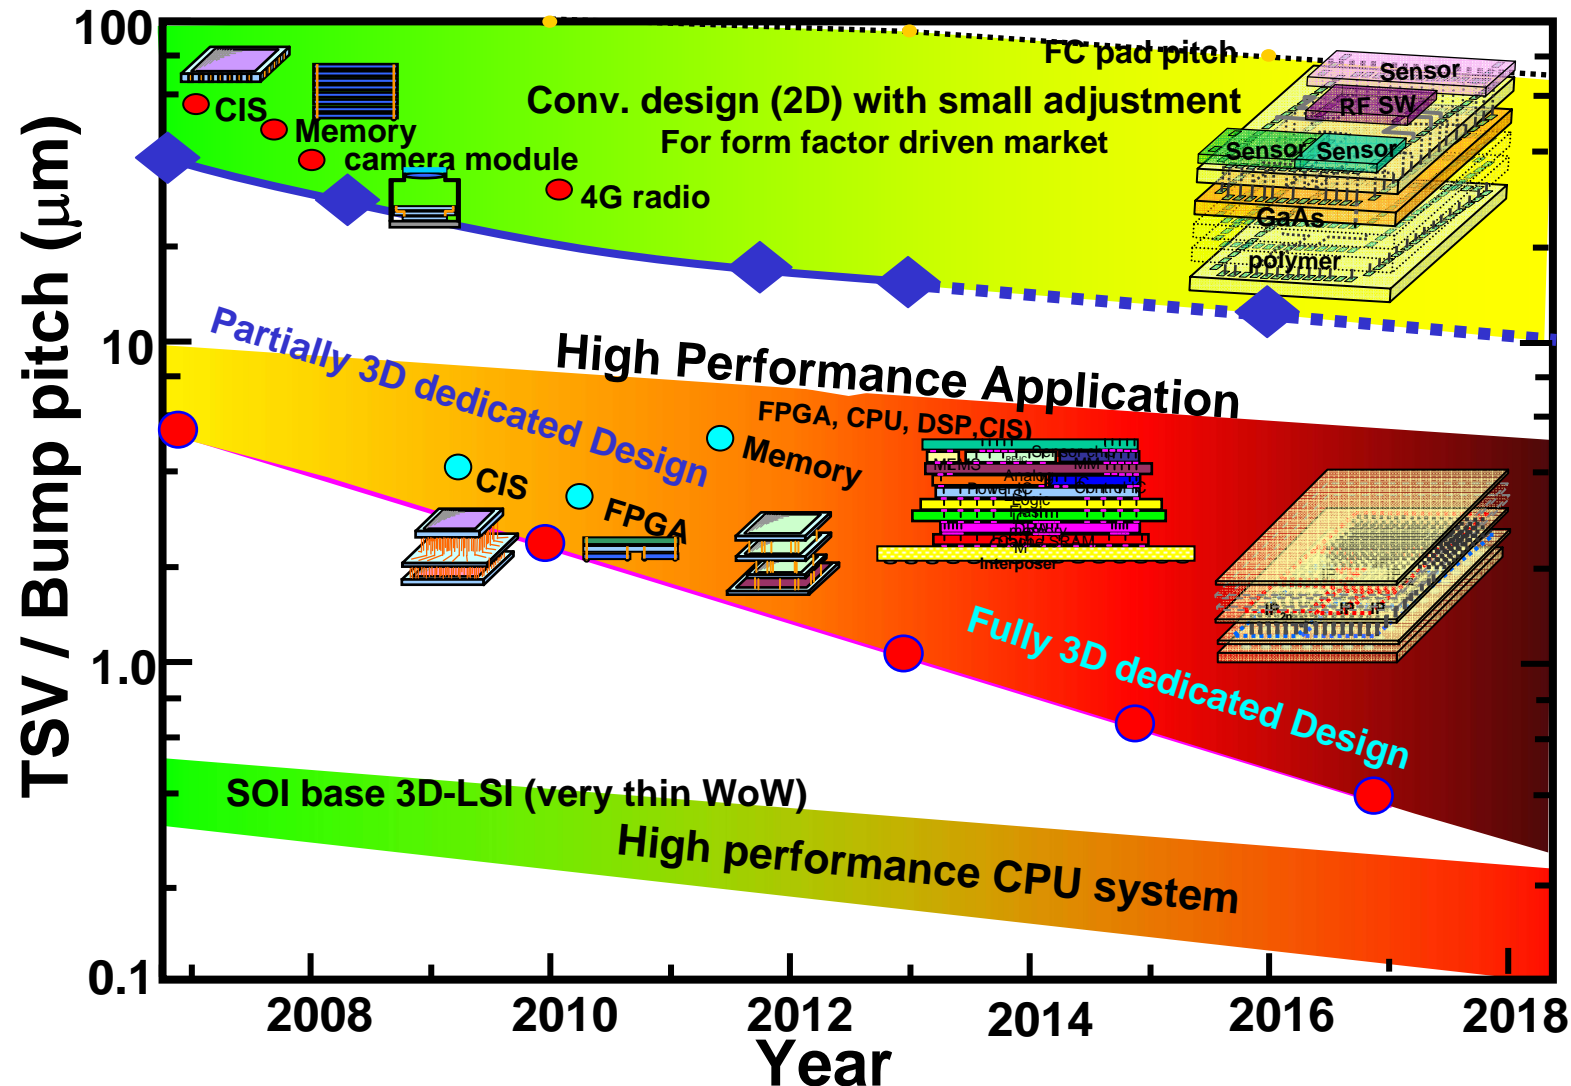 100
FC pad pitch
Sensor
CIS
Conv. design (2D) with small adjustment
RF SW
Memory
For form factor driven market
Sensor
Sensor
camera module
4G radio
GaAs
polymer
TSV / Bump pitch (μm)
10
Partially 3D dedicated Design
High Performance Application
FPGA, CPU, DSP,CIS)
Memory
CIS
FPGA
MEMS
MM
Logic
Interposer
IP
IP
IP
1.0
Fully 3D dedicated Design
SOI base 3D-LSI (very thin WoW)
High performance CPU system
0.1
2008
2010
2012
2014
2016
2018
Year